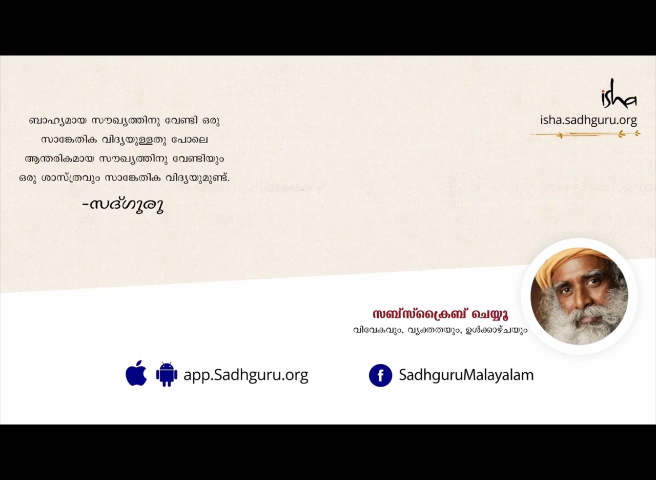 isha
isha.sadhguru.org
ബാഹ്യമായ സൗഖ്യത്തിനു വേണ്ടി ഒരു
സാങ്കേതിക വിദ്യയുള്ളതു പോലെ
ആന്തരികമായ സൗഖ്യത്തിനു വേണ്ടിയും
ഒരു ശാസ്ത്രവും സാങ്കേതിക വിദ്യയുമുണ്ട്.
-സദ്ഗുരു
സബ്സ്ക്രൈബ് ചെയ്യൂ
വിവേകവും, വ്യക്തതയും, ഉൾക്കാഴ്ചയും
app.Sadhguru.org
SadhguruMalayalam